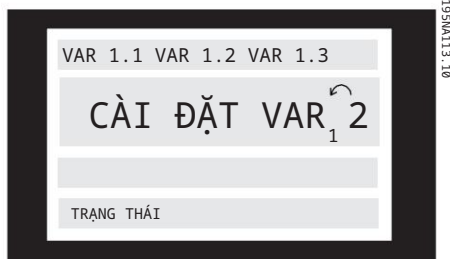 VAR 1.1 VAR 1.2 VAR 1.3
CÀI ĐẶT VAR 1 2
TRẠNG THÁI
195NA113.10